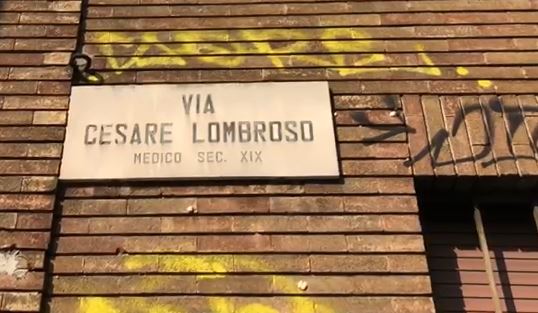 VIA
CESARE LOMBROSO
MEDICO SEC. XIX